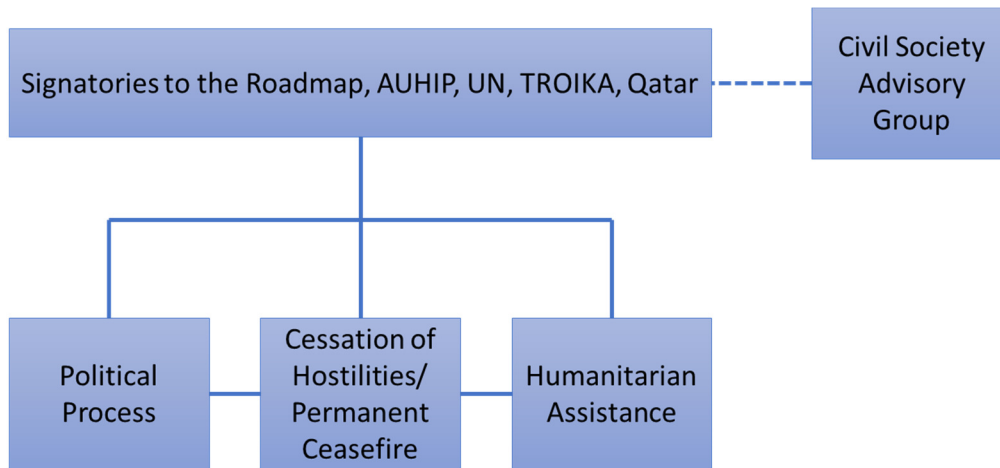 Signatories to the Roadmap, AUHIP, UN, TROIKA, Qatar
Civil Society
Advisory
Group
Political
Process
Cessation of
Hostilities/
Permanent
Ceasefire
Humanitarian
Assistance